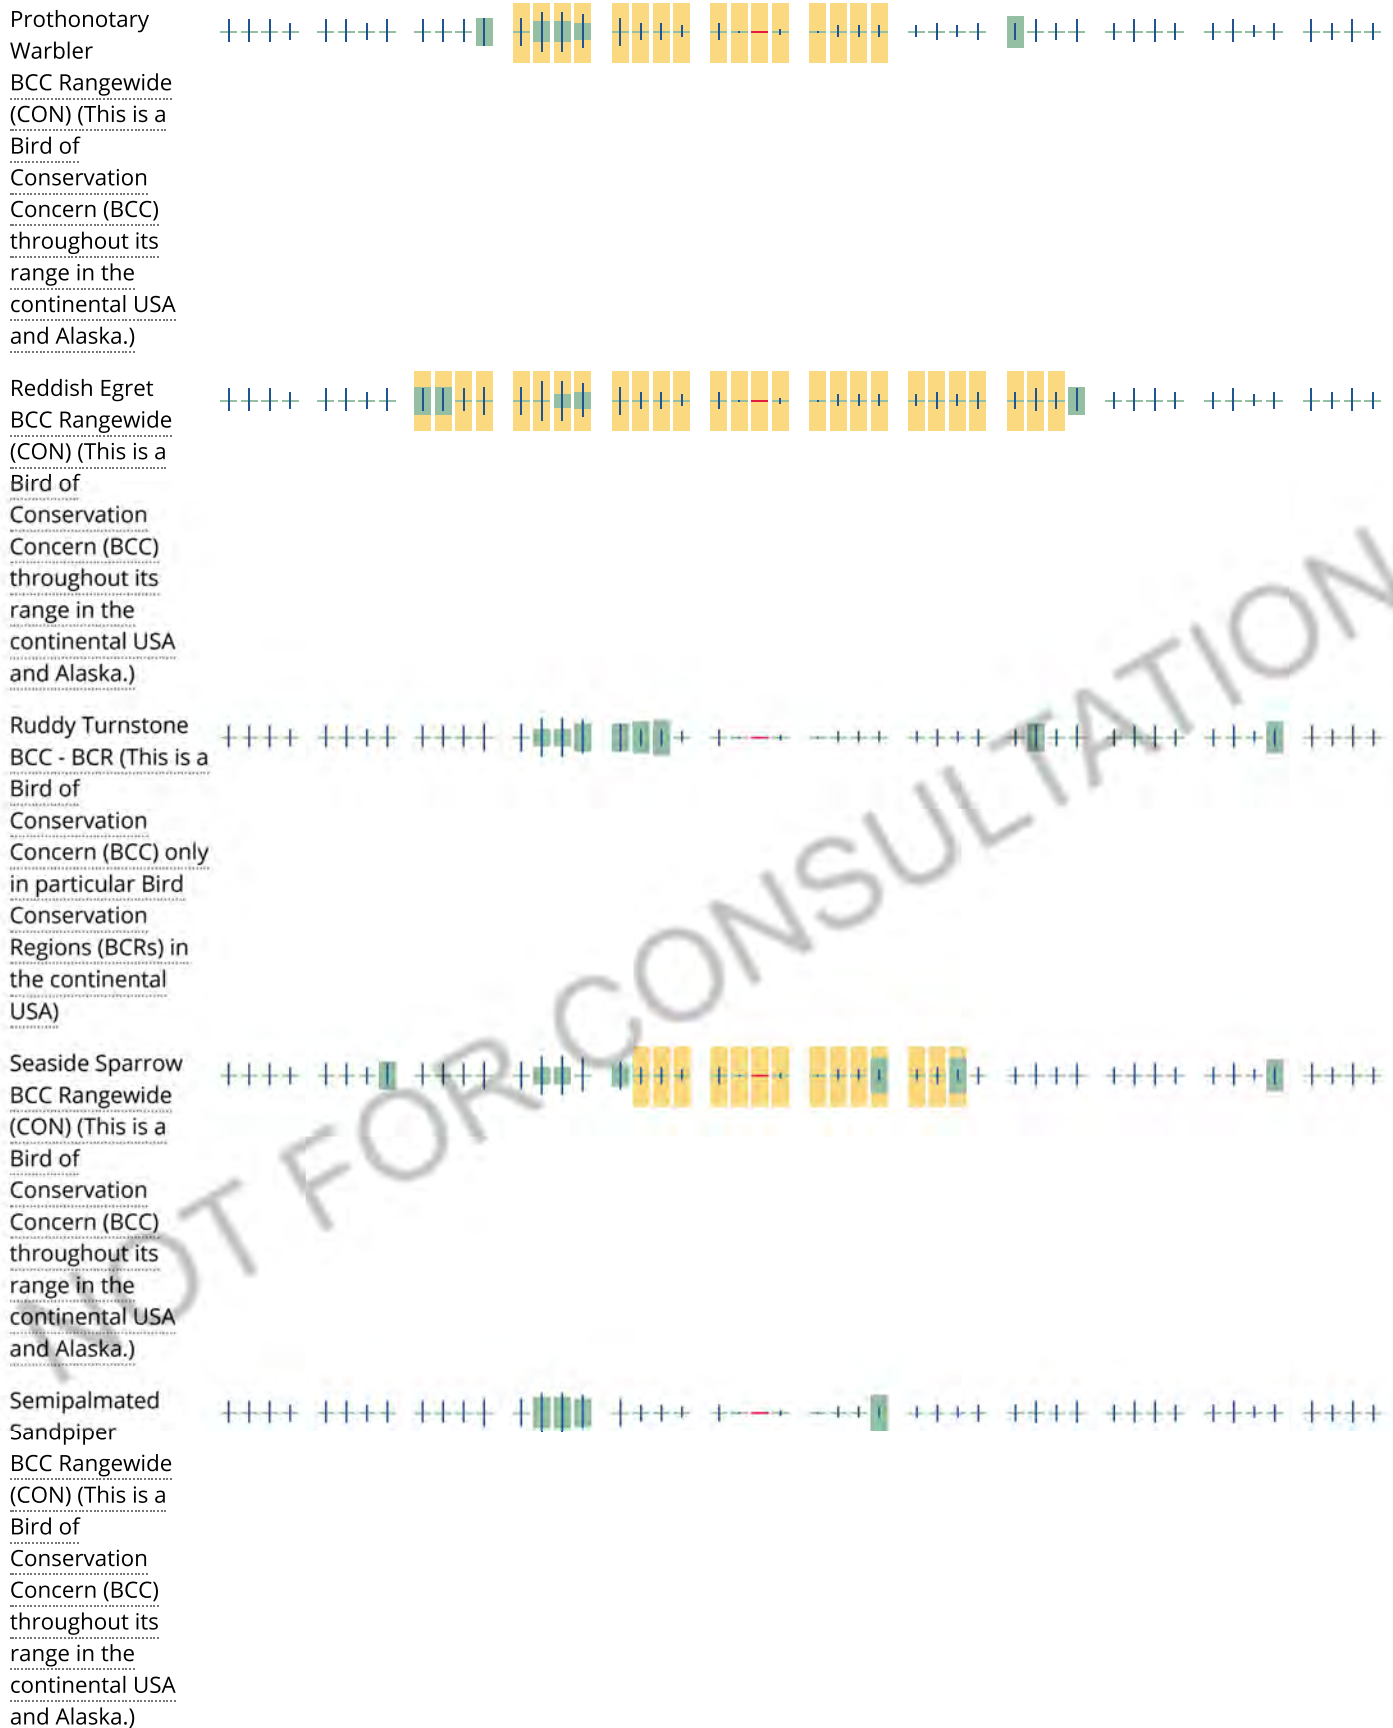 Prothonotary
Warbler
BCC Rangewide
(CON) (This is a
Bird of
Conservation
Concern (BCC)
throughout its
range in the
continental USA
and Alaska.)
Reddish Egret
BCC Rangewide
(CON) (This is a
Bird of
Conservation
Concern (BCC)
throughout its
range in the
continental USA
and Alaska.)
Ruddy Turnstone
BCC - BCR (This is a
Bird of
Conservation
Concern (BCC) only
in particular Bird
Conservation
Regions (BCRs) in
the continental
USA)
Seaside Sparrow
BCC Rangewide
(CON) (This is a
Bird of
Conservation
Concern (BCC)
throughout its
range in the
continental USA
and Alaska.)
Semipalmated
Sandpiper
BCC Rangewide
(CON) (This is a
Bird of
Conservation
Concern (BCC)
throughout its
range in the
continental USA
and Alaska.)
NOT FOR CONSULTATION